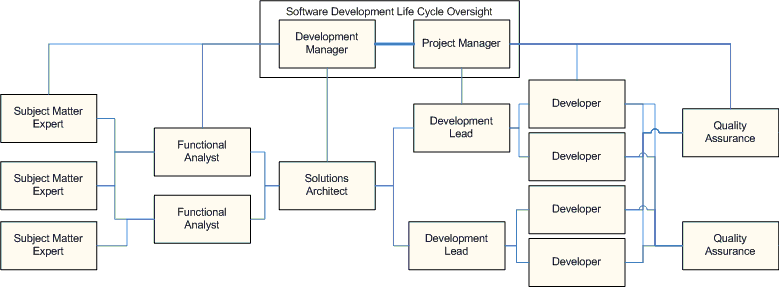 Software Development Life Cycle Oversight
Development
Manager
Project Manager
Subject Matter
Expert
Functional
Analyst
Subject Matter
Expert
Functional
Analyst
Subject Matter
Expert
Solutions
Architect
Development
Lead
Development
Lead
Developer
Developer
Developer
Developer
Quality
Assurance
Quality
Assurance